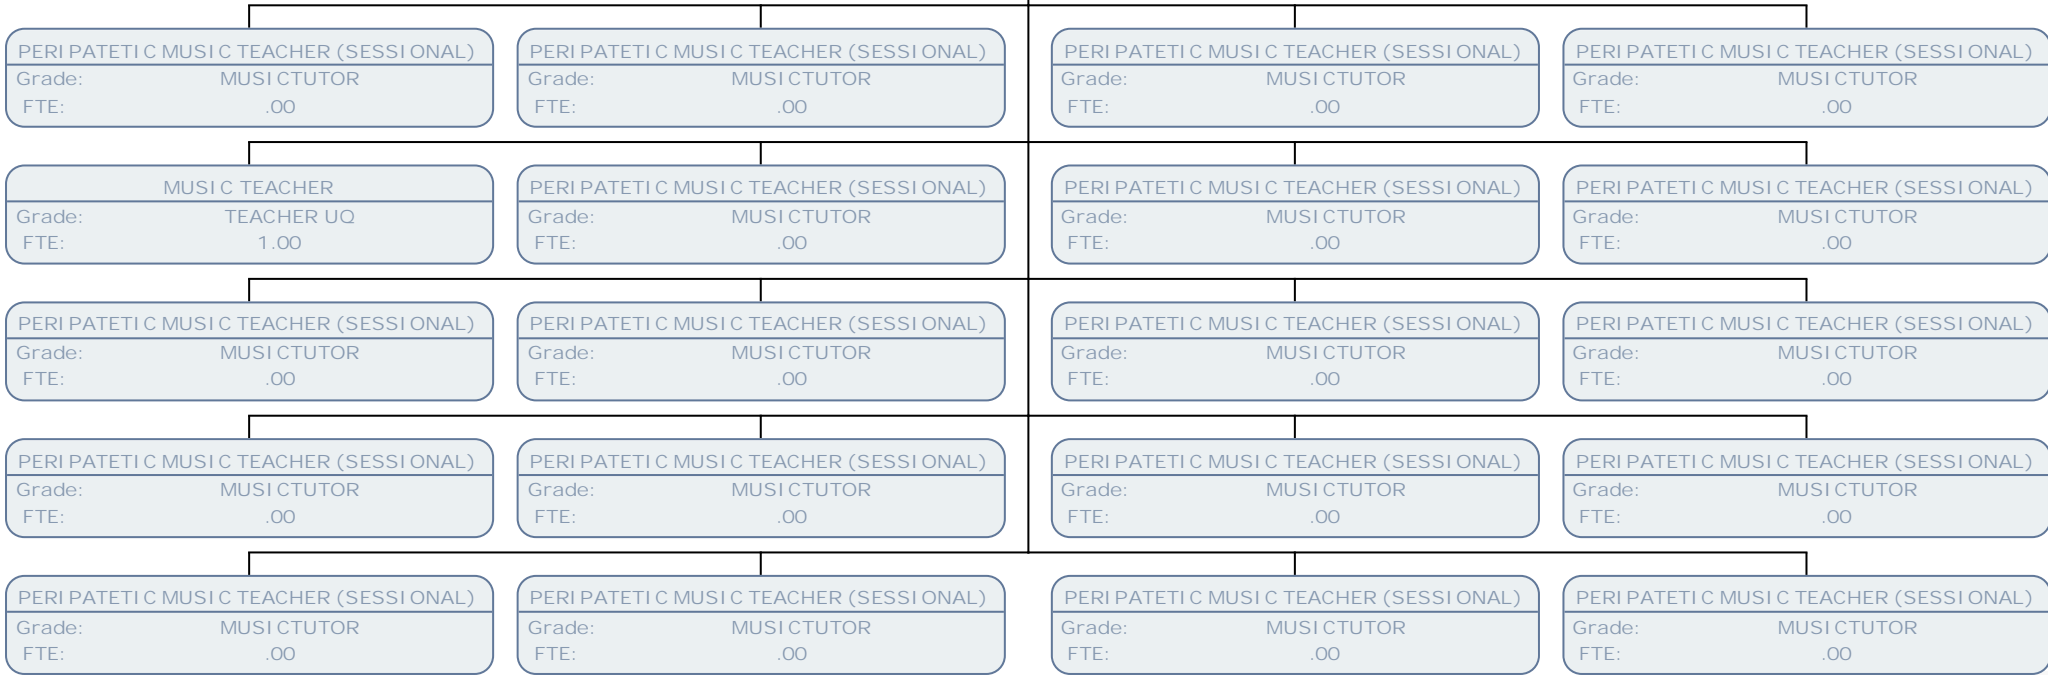 PERIPATETIC MUSIC TEACHER (SESSIONAL) PERIPATETIC MUSIC TEACHER (SESSIONAL) PERIPATETIC MUSIC TEACHER (SESSIONAL) PERIPATETIC MUSIC TEACHER (SESSIONAL)
Grade: MUSICTUTOR Grade: MUSICTUTOR Grade: MUSICTUTOR Grade: MUSICTUTOR
FTE: .00 FTE: .00 FTE: .00 FTE: .00
MUSIC TEACHER PERIPATETIC MUSIC TEACHER (SESSIONAL) PERIPATETIC MUSIC TEACHER (SESSIONAL) PERIPATETIC MUSIC TEACHER (SESSIONAL)
Grade: TEACHER UQ Grade: MUSICTUTOR Grade: MUSICTUTOR Grade: MUSICTUTOR
FTE: 1.00 FTE: .00 FTE: .00 FTE: .00
PERIPATETIC MUSIC TEACHER (SESSIONAL) PERIPATETIC MUSIC TEACHER (SESSIONAL) PERIPATETIC MUSIC TEACHER (SESSIONAL) PERIPATETIC MUSIC TEACHER (SESSIONAL)
Grade: MUSICTUTOR Grade: MUSICTUTOR Grade: MUSICTUTOR Grade: MUSICTUTOR
FTE: .00 FTE: .00 FTE: .00 FTE: .00
PERIPATETIC MUSIC TEACHER (SESSIONAL) PERIPATETIC MUSIC TEACHER (SESSIONAL) PERIPATETIC MUSIC TEACHER (SESSIONAL) PERIPATETIC MUSIC TEACHER (SESSIONAL)
Grade: MUSICTUTOR Grade: MUSICTUTOR Grade: MUSICTUTOR Grade: MUSICTUTOR
FTE: .00 FTE: .00 FTE: .00 FTE: .00
PERIPATETIC MUSIC TEACHER (SESSIONAL) PERIPATETIC MUSIC TEACHER (SESSIONAL) PERIPATETIC MUSIC TEACHER (SESSIONAL) PERIPATETIC MUSIC TEACHER (SESSIONAL)
Grade: MUSICTUTOR Grade: MUSICTUTOR Grade: MUSICTUTOR Grade: MUSICTUTOR
FTE: .00 FTE: .00 FTE: .00 FTE: .00